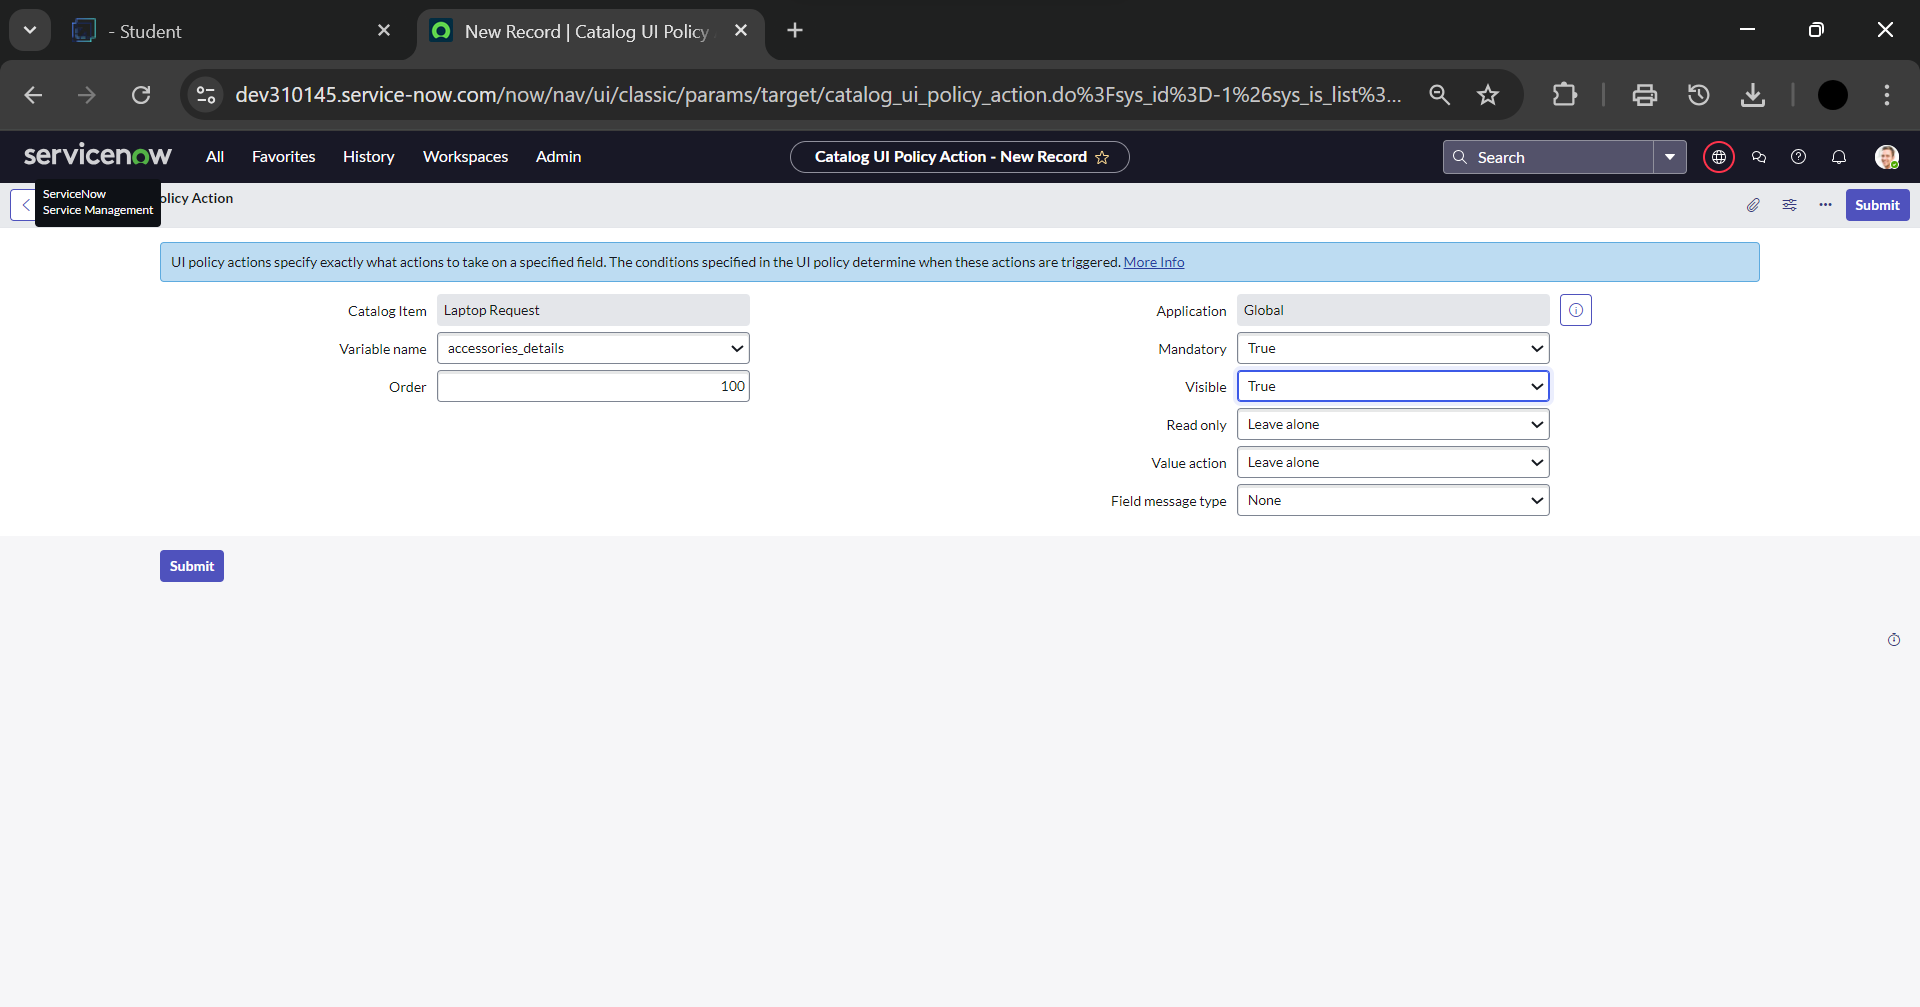 - Student
New Record | Catalog UI Policy
dev310145.service-now.com/now/nav/ui/classic/params/target/catalog_ui_policy_action.do%3Fsys_id%3D-1%26sys_is_list%3...
servicenow
All
Favorites
History
Workspaces
Admin
Catalog UI Policy Action - New Record
Search
ServiceNow
Service Management
olicy Action
Submit
UI policy actions specify exactly what actions to take on a specified field. The conditions specified in the UI policy determine when these actions are triggered. More Info
Catalog Item Laptop Request
Variable name accessories_details
Order 100
Application Global
Mandatory True
Visible True
Read only Leave alone
Value action Leave alone
Field message type None
Submit